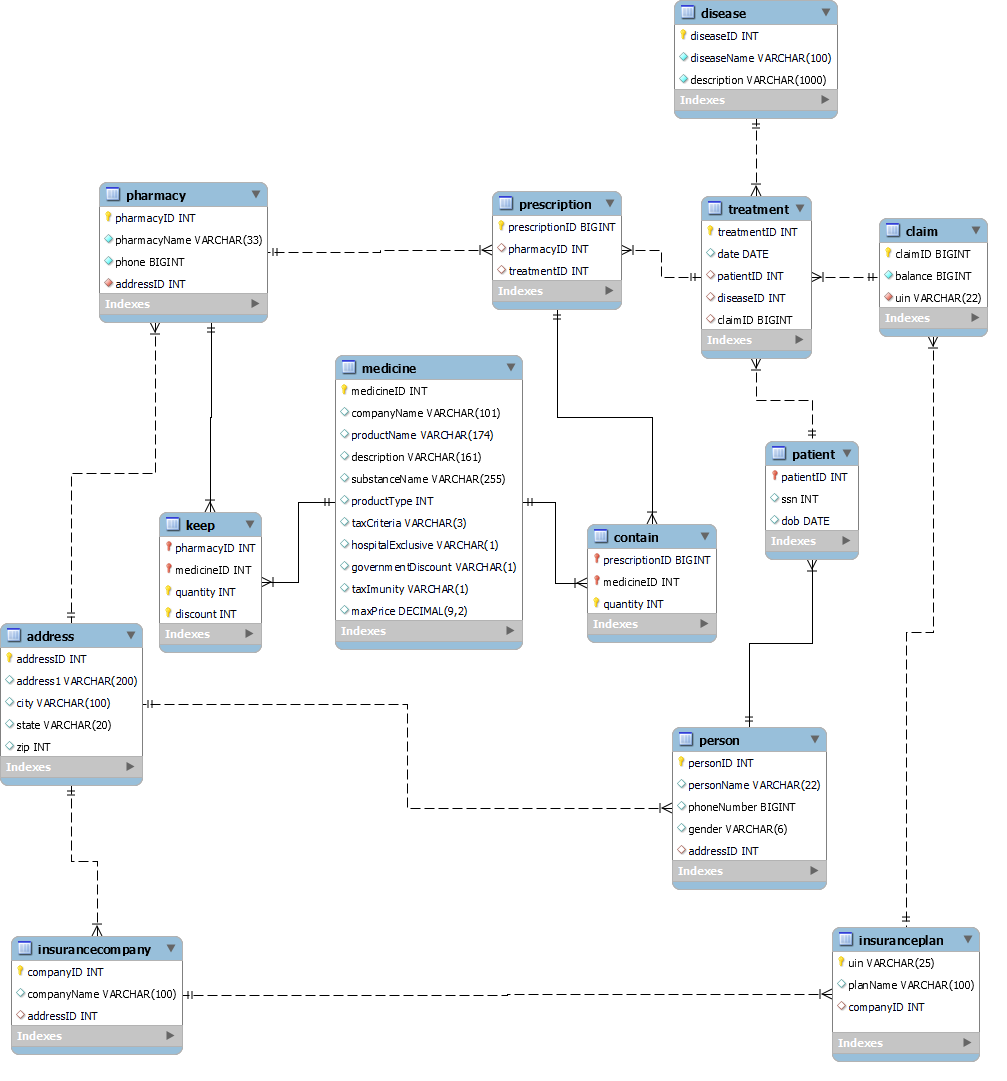 disease
diseaseID INT
diseaseName VARCHAR(100)
description VARCHAR(1000)
Indexes
pharmacy
pharmacyID INT
pharmacyName VARCHAR(33)
phone BIGINT
addressID INT
Indexes
prescription
prescriptionID BIGINT
pharmacyID INT
treatmentID INT
Indexes
treatment
treatmentID INT
date DATE
patientID INT
diseaseID INT
claimID BIGINT
Indexes
claim
claimID BIGINT
balance BIGINT
uin VARCHAR(22)
Indexes
medicine
medicineID INT
companyName VARCHAR(101)
productName VARCHAR(174)
description VARCHAR(161)
substanceName VARCHAR(255)
productType INT
taxCriteria VARCHAR(3)
hospitalExclusive VARCHAR(1)
governmentDiscount VARCHAR(1)
taxImunity VARCHAR(1)
maxPrice DECIMAL(9,2)
Indexes
patient
patientID INT
ssn INT
dob DATE
Indexes
keep
pharmacyID INT
medicineID INT
quantity INT
discount INT
Indexes
contain
prescriptionID BIGINT
medicineID INT
quantity INT
Indexes
address
addressID INT
address1 VARCHAR(200)
city VARCHAR(100)
state VARCHAR(20)
zip INT
Indexes
person
personID INT
personName VARCHAR(22)
phoneNumber BIGINT
gender VARCHAR(6)
addressID INT
Indexes
insurancecompany
companyID INT
companyName VARCHAR(100)
addressID INT
Indexes
insuranceplan
uin VARCHAR(25)
planName VARCHAR(100)
companyID INT
Indexes